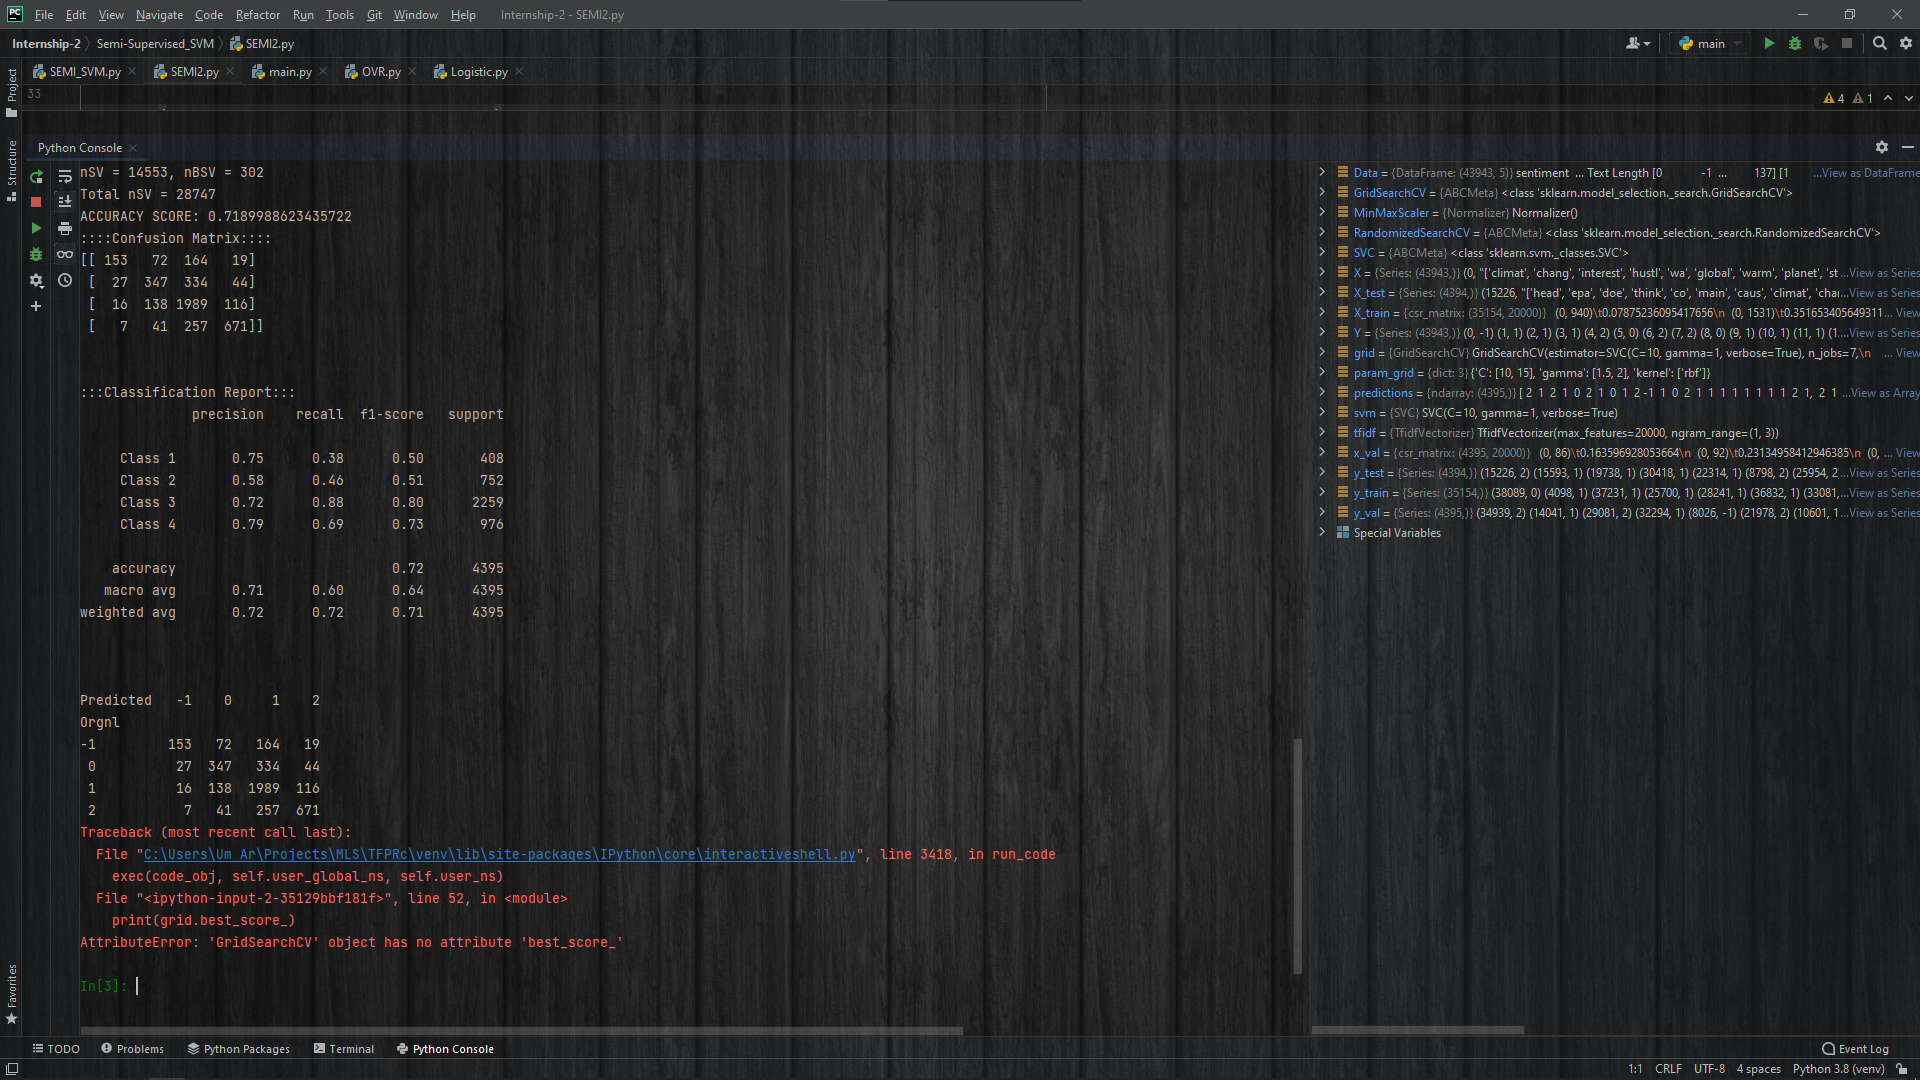 PC File Edit View Navigate Code Refactor Run Tools Git Window Help Internship-2 - SEMI2.py
Internship-2 Semi-Supervised_SVM SEMI2.py main
SEMI_SVM.py SEMI2.py main.py OVR.py Logistic.py
Project
33
4 1
Structure
Python Console
nSV = 14553, nBSV = 302
Total nSV = 28747
ACCURACY SCORE: 0.7189988623435722
::::Confusion Matrix::::
[[ 153 72 164 19]
[ 27 347 334 44]
[ 16 138 1989 116]
[ 7 41 257 671]]
:::Classification Report:::
precision recall f1-score support
Class 1 0.75 0.38 0.50 408
Class 2 0.58 0.46 0.51 752
Class 3 0.72 0.88 0.80 2259
Class 4 0.79 0.69 0.73 976
accuracy 0.72 4395
macro avg 0.71 0.60 0.64 4395
weighted avg 0.72 0.72 0.71 4395
Predicted -1 0 1 2
Orgnl
-1 153 72 164 19
0 27 347 334 44
1 16 138 1989 116
2 7 41 257 671
Traceback (most recent call last):
File "C:\Users\Um Ar\Projects\MLS\TFPRc\venv\lib\site-packages\IPython\core\interactiveshell.py", line 3418, in run_code
exec(code_obj, self.user_global_ns, self.user_ns)
File "<ipython-input-2-35129bbf181f>", line 52, in <module>
print(grid.best_score_)
AttributeError: 'GridSearchCV' object has no attribute 'best_score_'
In[3]:
Data = {DataFrame: (43943, 5)} sentiment ... Text Length [0 -1 ... 137] [1 ...View as DataFrame
GridSearchCV = {ABCMeta} <class 'sklearn.model_selection._search.GridSearchCV'>
MinMaxScaler = {Normalizer} Normalizer()
RandomizedSearchCV = {ABCMeta} <class 'sklearn.model_selection._search.RandomizedSearchCV'>
SVC = {ABCMeta} <class 'sklearn.svm._classes.SVC'>
X = {Series: (43943,)} (0, "['climat', 'chang', 'interest', 'hustl', 'wa', 'global', 'warm', 'planet', 'st ...View as Series
X_test = {Series: (4394,)} (15226, "['head', 'epa', 'doe', 'think', 'co', 'main', 'caus', 'climat', 'cha ...View as Series
X_train = {csr_matrix: (35154, 20000)} (0, 940)\t0.07875236095417656\n (0, 1531)\t0.351653405649311 ... View
Y = {Series: (43943,)} (0, -1) (1, 1) (2, 1) (3, 1) (4, 2) (5, 0) (6, 2) (7, 2) (8, 0) (9, 1) (10, 1) (11, 1) (1 ...View as Series
grid = {GridSearchCV} GridSearchCV(estimator=SVC(C=10, gamma=1, verbose=True), n_jobs=7,\n ... View
param_grid = {dict: 3} {'C': [10, 15], 'gamma': [1.5, 2], 'kernel': ['rbf']}
predictions = {ndarray: (4395,)} [ 2 1 2 1 0 2 1 0 1 2 -1 1 0 2 1 1 1 1 1 1 1 1 2 1, 2 1 ...View as Array
svm = {SVC} SVC(C=10, gamma=1, verbose=True)
tfidf = {TfidfVectorizer} TfidfVectorizer(max_features=20000, ngram_range=(1, 3))
x_val = {csr_matrix: (4395, 20000)} (0, 86)\t0.163596928053664\n (0, 92)\t0.23134958412946385\n (0, ... View
y_test = {Series: (4394,)} (15226, 2) (15593, 1) (19738, 1) (30418, 1) (22314, 1) (8798, 2) (25954, 2 ...View as Series
y_train = {Series: (35154,)} (38089, 0) (4098, 1) (37231, 1) (25700, 1) (28241, 1) (36832, 1) (33081, ...View as Series
y_val = {Series: (4395,)} (34939, 2) (14041, 1) (29081, 2) (32294, 1) (8026, -1) (21978, 2) (10601, 1 ...View as Series
Special Variables
Favorites
TODO Problems Python Packages Terminal Python Console Event Log
1:1 CRLF UTF-8 4 spaces Python 3.8 (venv)